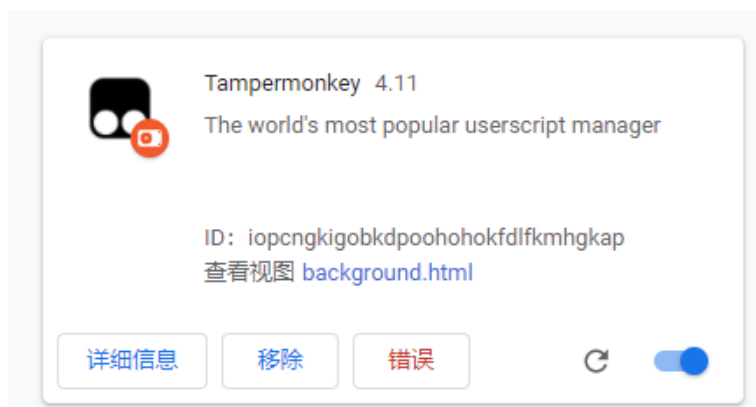 Tampermonkey 4.11
The world's most popular userscript manager
ID：iopcngkigobkdpoohohokfdlfkmhgkap
查看视图 background.html
详细信息 移除 错误